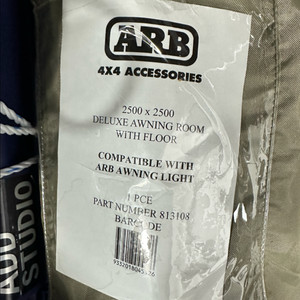 ARB
4X4 ACCESSORIES
2500 x 2500
DELUXE AWNING ROOM
WITH FLOOR
COMPATIBLE WITH
ARB AWNING LIGHT
1 PCE
PART NUMBER 813108
BARCODE
STUDIO